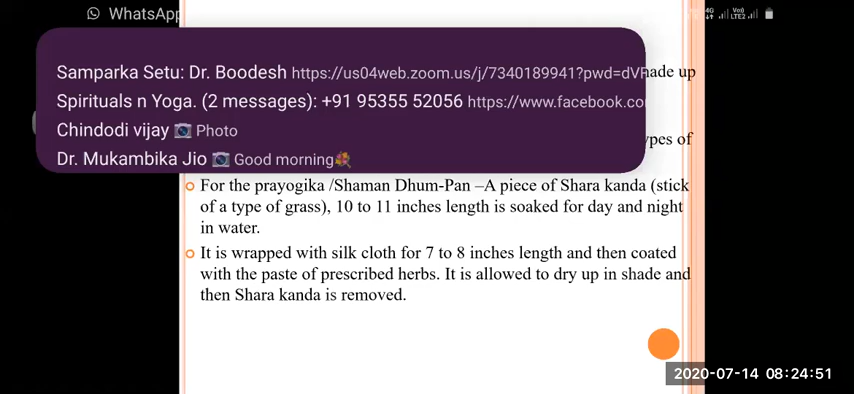 WhatsApp
4G Vo) LTE2
Samparka Setu: Dr. Boodesh https://us04web.zoom.us/j/7340189941?pwd=dV
made up
Spirituals n Yoga. (2 messages): +91 95355 52056 https://www.facebook.co
Chindodi vijay Photo
ypes of
Dr. Mukambika Jio Good morning
For the prayogika /Shaman Dhum-Pan –A piece of Shara kanda (stick
of a type of grass), 10 to 11 inches length is soaked for day and night
in water.
It is wrapped with silk cloth for 7 to 8 inches length and then coated
with the paste of prescribed herbs. It is allowed to dry up in shade and
then Shara kanda is removed.
2020-07-14 08:24:51